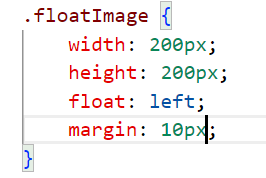 .floatImage {
    width: 200px;
    height: 200px;
    float: left;
    margin: 10px;
}